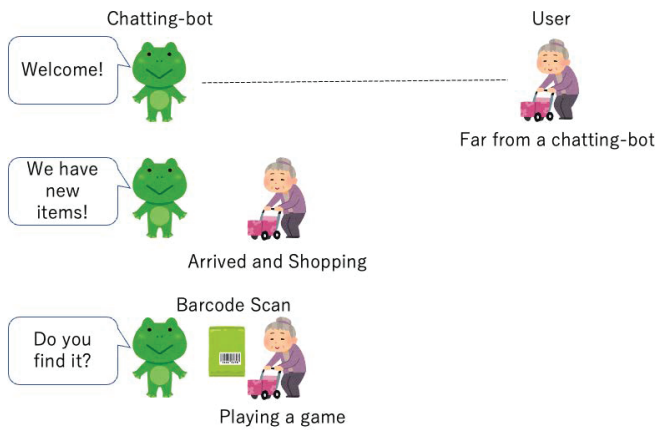 Chatting-bot
User
Welcome!
Far from a chatting-bot
We have
new
items!
Arrived and Shopping
Barcode Scan
Do you
find it?
Playing a game